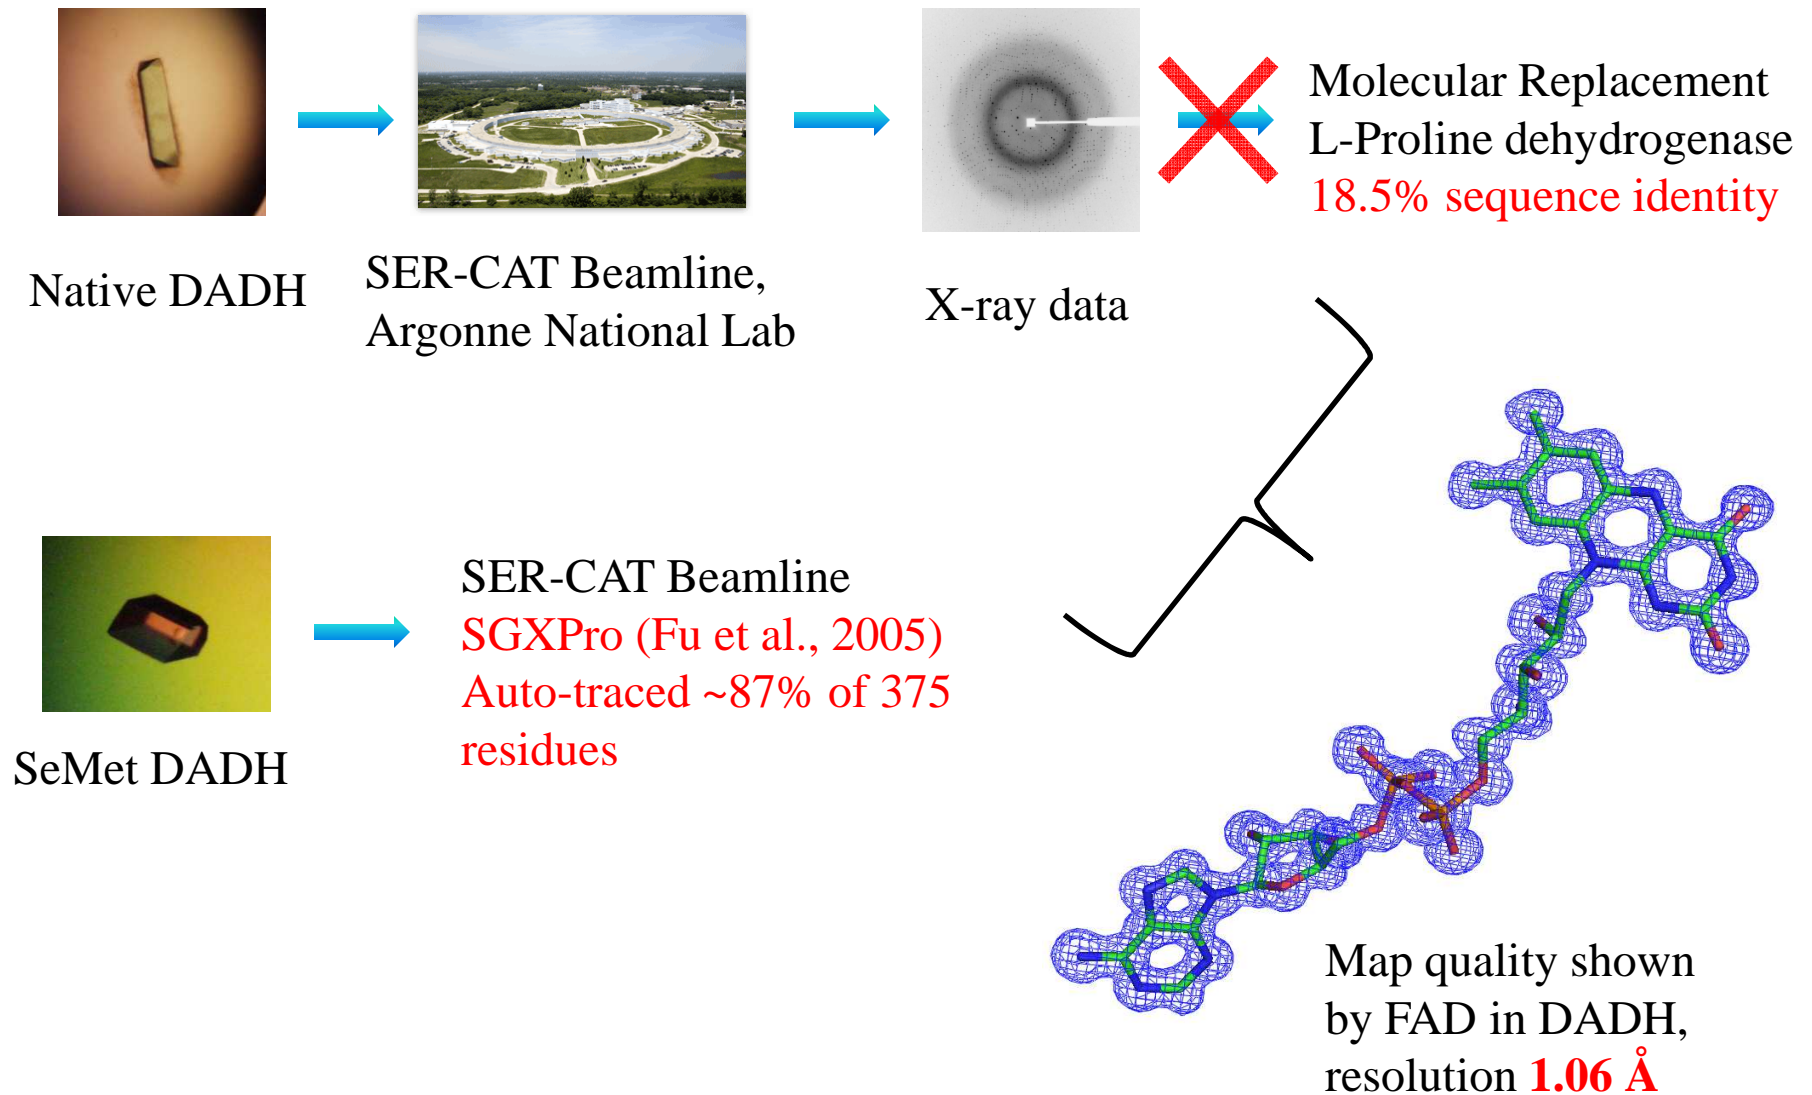 Molecular Replacement
L-Proline dehydrogenase
18.5% sequence identity
Native DADH
SER-CAT Beamline,
Argonne National Lab
X-ray data
SER-CAT Beamline
SGXPro (Fu et al., 2005)
Auto-traced ~87% of 375
residues
SeMet DADH
Map quality shown
by FAD in DADH,
resolution 1.06 Å